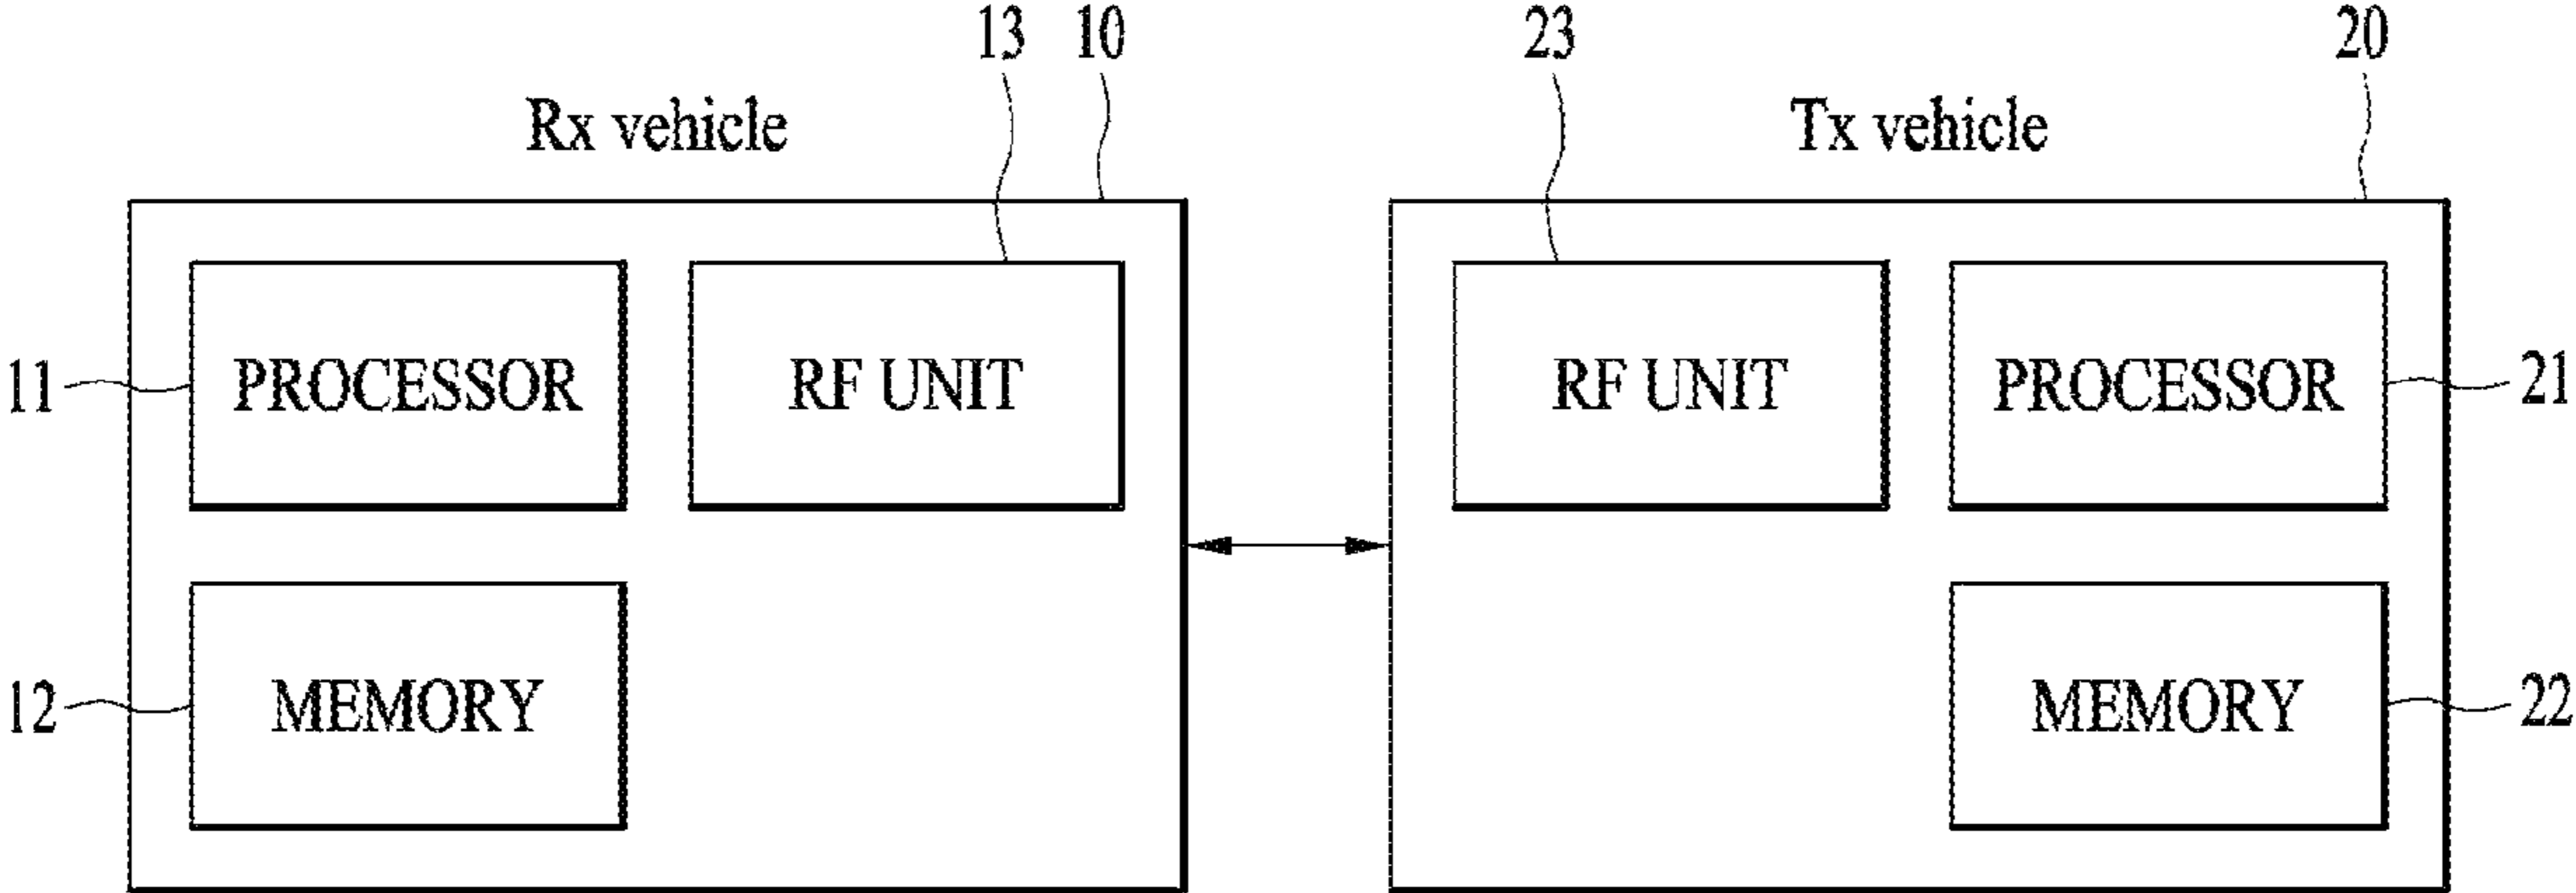 13 10 23 20
Rx vehicle Tx vehicle
11 PROCESSOR RF UNIT RF UNIT PROCESSOR 21
12 MEMORY MEMORY 22